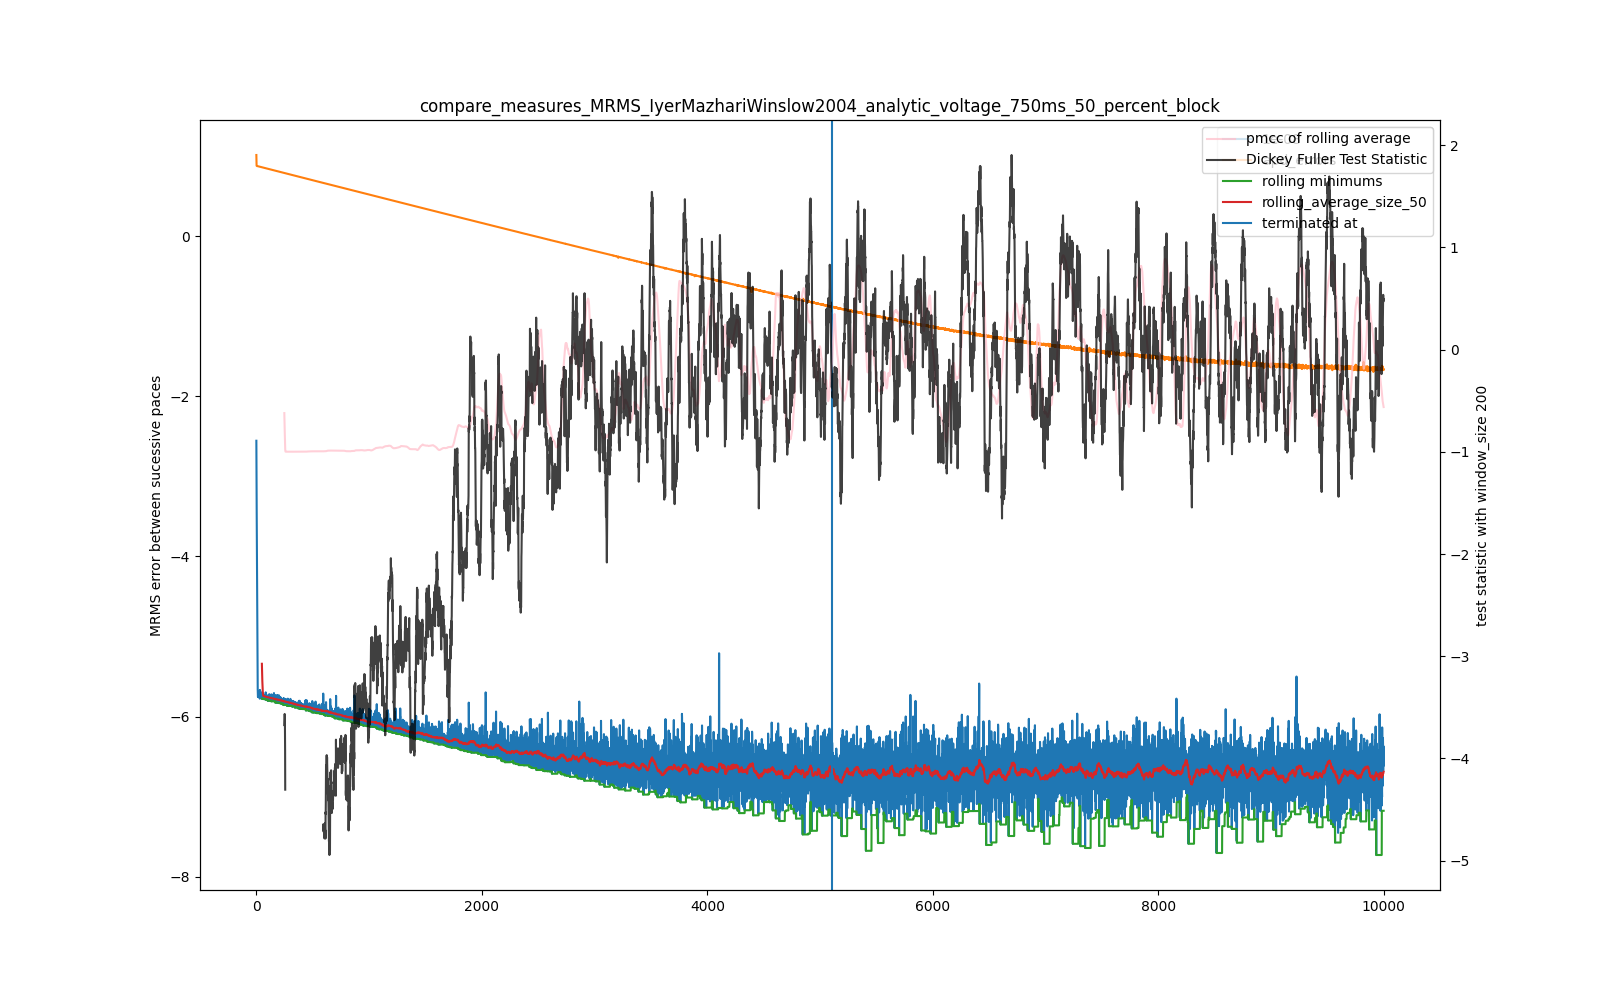 compare_measures_MRMS_IyerMazhariWinslow2004_analytic_voltage_750ms_50_percent_block
pmcc of rolling average
Dickey Fuller Test Statistic
rolling minimums
rolling_average_size_50
terminated at
MRMS error between sucessive paces
0
−2
−4
−6
−8
test statistic with window_size 200
2
1
0
−1
−2
−3
−4
−5
0
2000
4000
6000
8000
10000